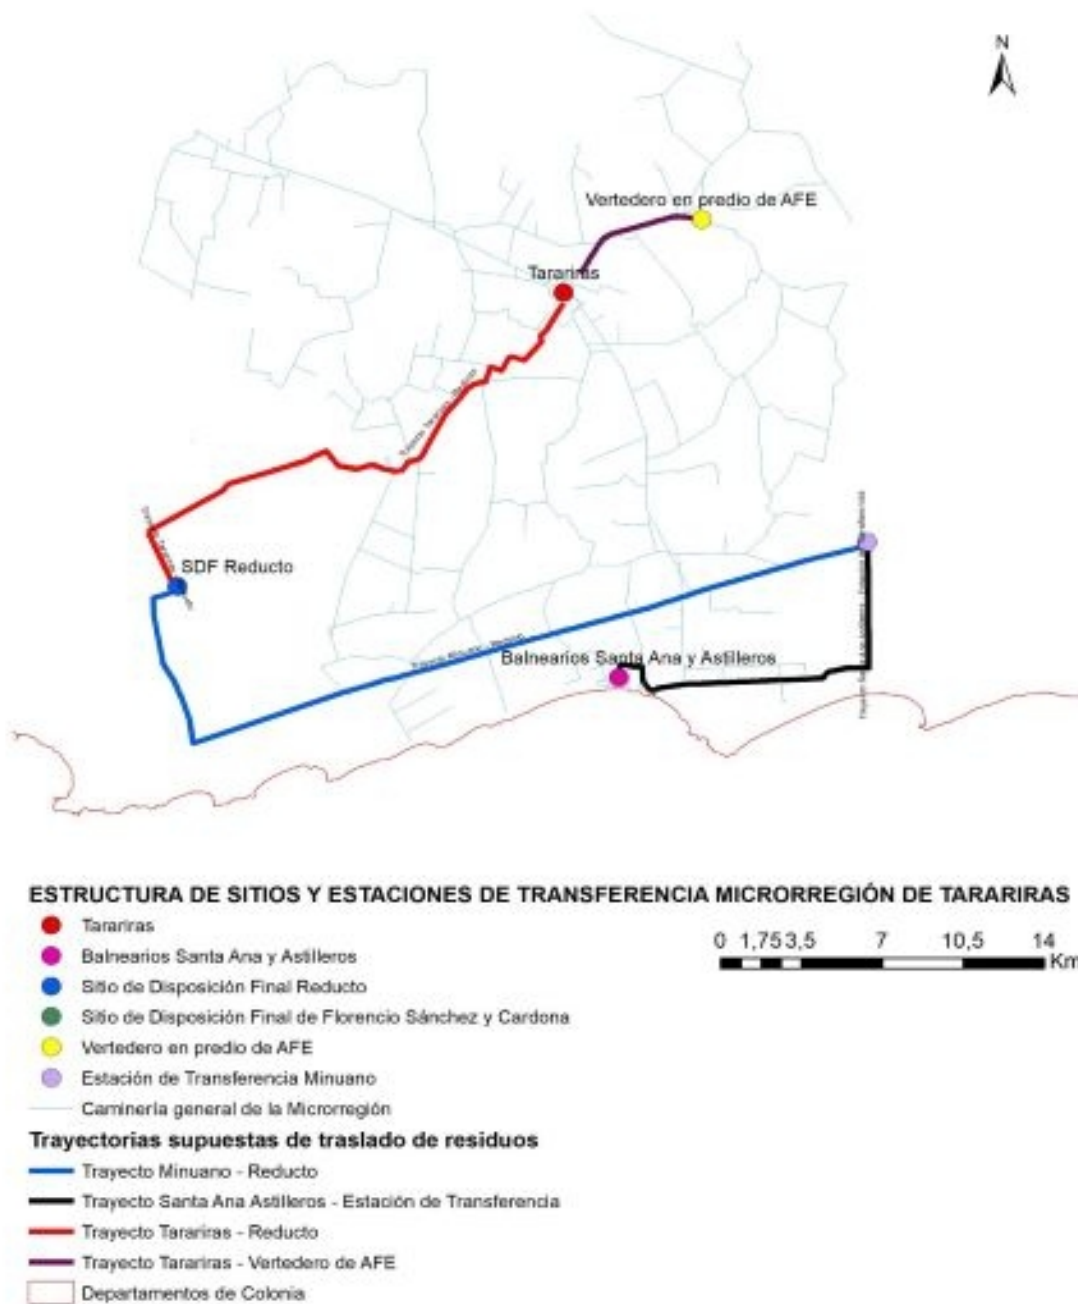 N
Vertedero en predio de AFE
Tarariras
SDF Reducto
Balnearios Santa Ana y Astilleros
ESTRUCTURA DE SITIOS Y ESTACIONES DE TRANSFERENCIA MICRORREGIÓN DE TARARIRAS
Tarariras
Balnearios Santa Ana y Astilleros
Sitio de Disposición Final Reducto
Sitio de Disposición Final de Florencio Sánchez y Cardona
Vertedero en predio de AFE
Estación de Transferencia Minuano
Caminería general de la Microrregión
0 1,75 3,5 7 10,5 14
Km
Trayectorias supuestas de traslado de residuos
Trayecto Minuano - Reducto
Trayecto Santa Ana Astilleros - Estación de Transferencia
Trayecto Tarariras - Reducto
Trayecto Tarariras - Vertedero de AFE
Departamentos de Colonia